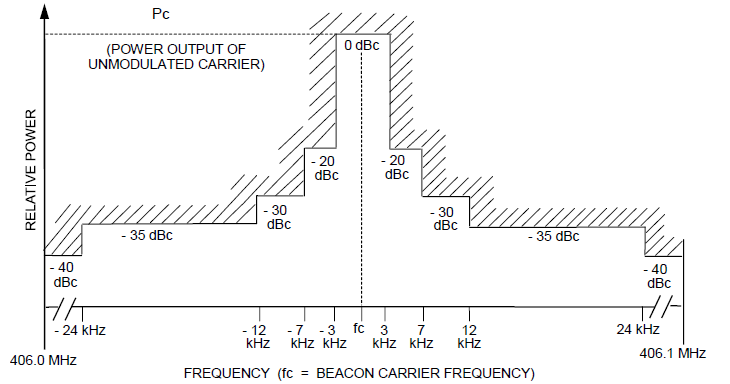 Pc
(POWER OUTPUT OF
UNMODULATED CARRIER)
0 dBc
RELATIVE POWER
- 20
dBc
- 20
dBc
- 30
dBc
- 30
dBc
- 35 dBc
- 35 dBc
- 40
dBc
- 40
dBc
- 24 kHz
- 12
kHz
- 7
kHz
- 3
kHz
fc
3
kHz
7
kHz
12
kHz
24 kHz
406.0 MHz
406.1 MHz
FREQUENCY (fc = BEACON CARRIER FREQUENCY)